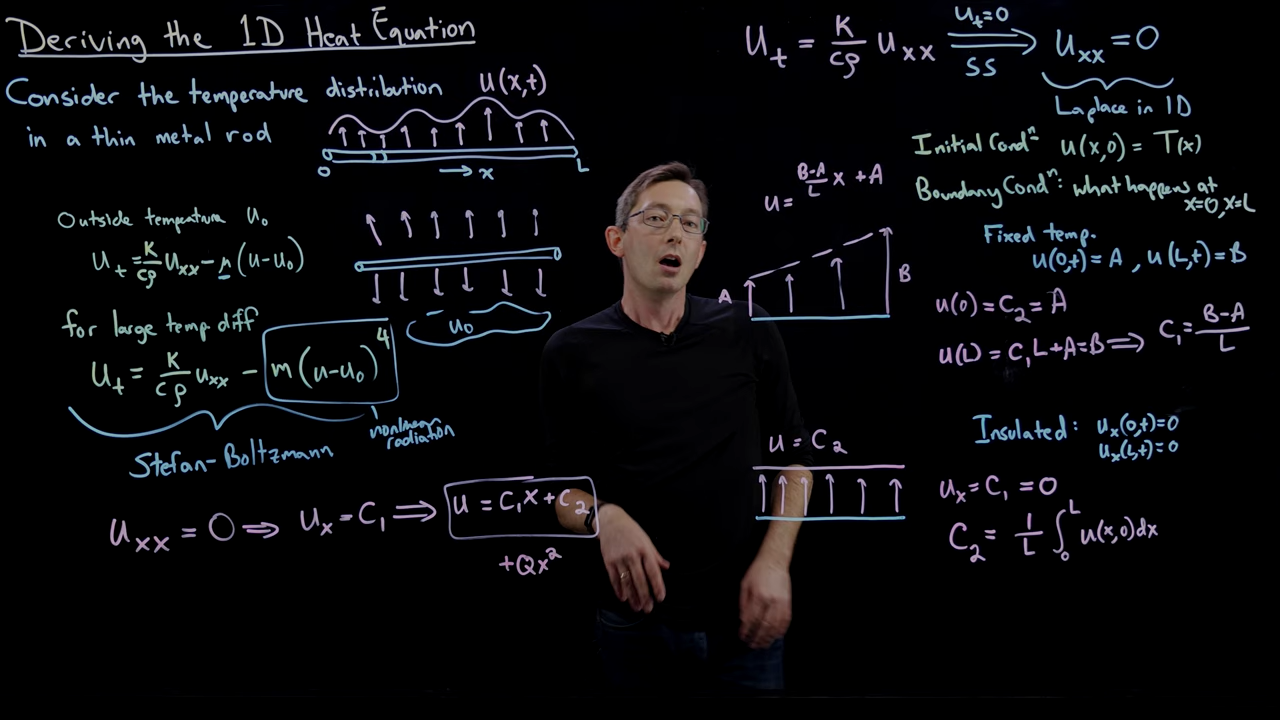 Deriving the 1D Heat Equation
Consider the temperature distribution u(x,t)
in a thin metal rod
0 → x L
Outside temperature u₀
u_t = K/cρ u_xx − m(u−u₀)
u₀
for large temp diff
u_t = K/cρ u_xx − m(u−u₀)⁴
nonlinear
radiation
Stefan-Boltzmann
u_xx = 0 ⟹ u_x = C₁ ⟹ u = C₁x + C₂
+Qx²
u_t = K/cρ u_xx u_t=0 ⟹ SS u_xx = 0
Laplace in 1D
Initial Condⁿ u(x,0) = T(x)
Boundary Condⁿ: what happens at
x=0, x=L
u = B−A/L x + A
A B
Fixed temp.
u(0,t) = A, u(L,t) = B
u(0) = C₂ = A
u(L) = C₁L + A = B ⟹ C₁ = B−A/L
Insulated: u_x(0,t)=0
u_x(L,t)=0
u = C₂
u_x = C₁ = 0
C₂ = 1/L ∫₀ᴸ u(x,0)dx